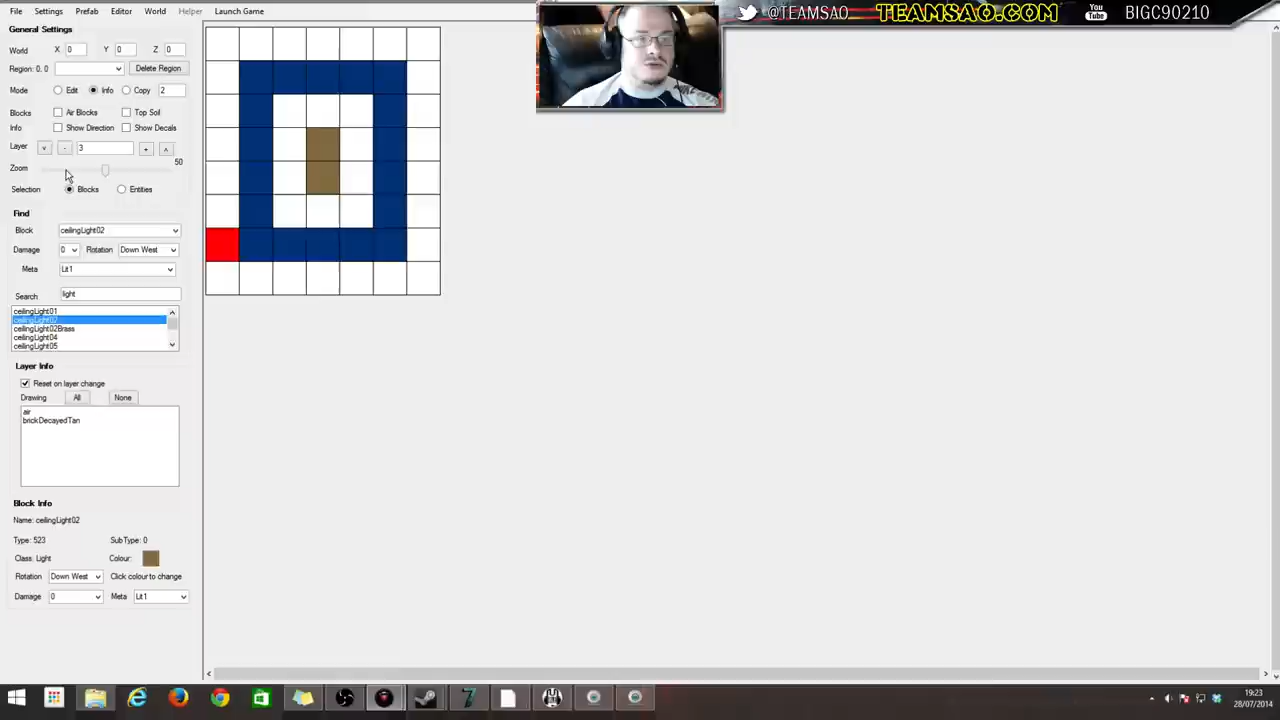 File Settings Prefab Editor World Helper Launch Game
@TEAMSAO TEAMSAO.COM You Tube BIGC90210
General Settings
World X 0 Y 0 Z 0
Region: 0. 0 Delete Region
Mode Edit Info Copy 2
Blocks Air Blocks Top Soil
Info Show Direction Show Decals
Layer v - 3 + ^
Zoom 50
Selection Blocks Entities
Find
Block ceilingLight02
Damage 0 Rotation Down West
Meta Lit1
Search: light
ceilingLight01
ceilingLight02
ceilingLight02Brass
ceilingLight04
ceilingLight05
Layer Info
Reset on layer change
Drawing All None
air
brickDecayedTan
Block Info
Name: ceilingLight02
Type: 523 SubType: 0
Class: Light Colour:
Rotation Down West Click colour to change
Damage 0 Meta Lit1
19:23
28/07/2014